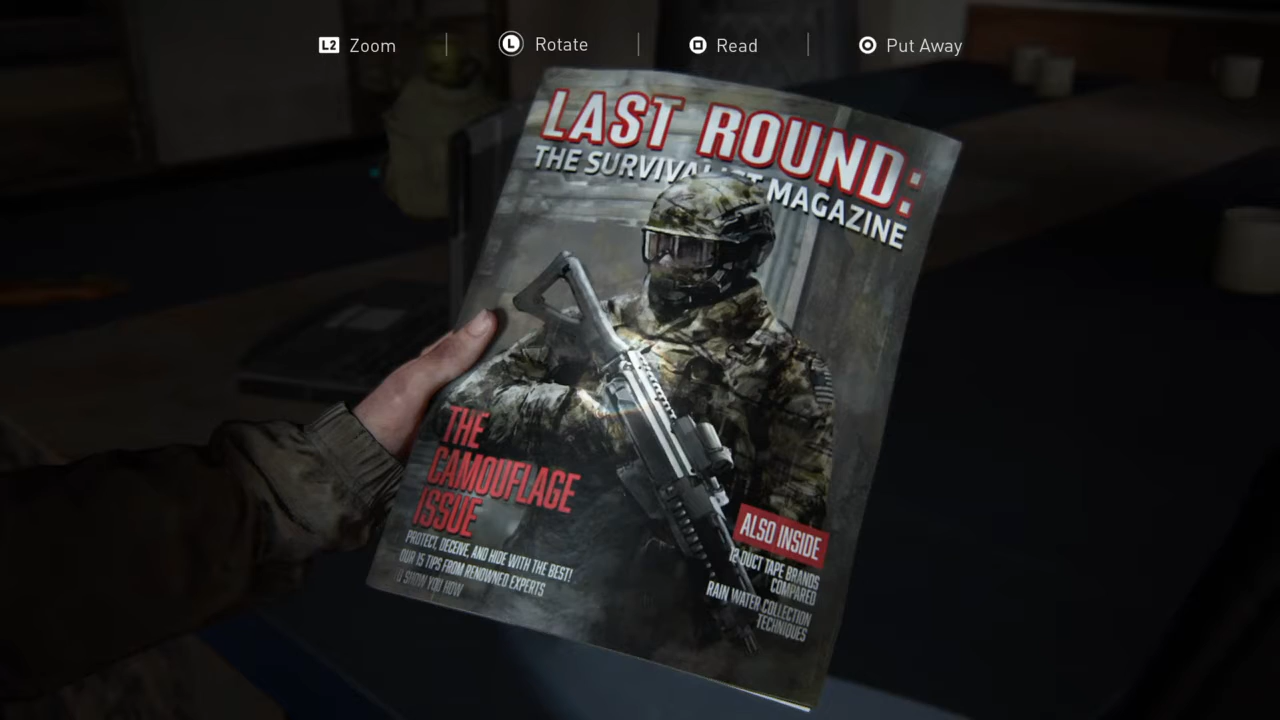 L2 Zoom
L Rotate
Read
Put Away
LAST ROUND:
THE SURVIVALIST MAGAZINE
THE
CAMOUFLAGE
ISSUE
PROTECT, DECEIVE, AND HIDE WITH THE BEST!
OUR 15 TIPS FROM RENOWNED EXPERTS
SHOW YOU HOW
ALSO INSIDE
12 DUCT TAPE BRANDS
COMPARED
RAIN WATER COLLECTION
TECHNIQUES